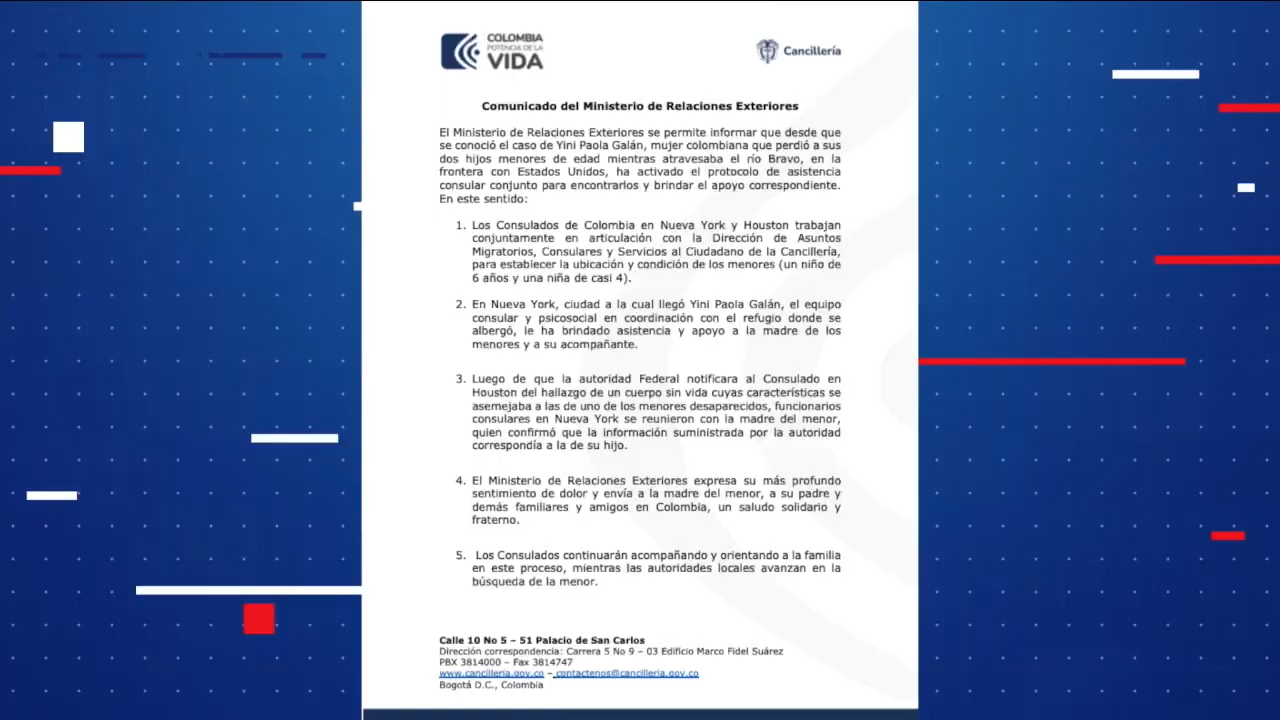 COLOMBIA
POTENCIA DE LA
VIDA
Cancillería
Comunicado del Ministerio de Relaciones Exteriores
El Ministerio de Relaciones Exteriores se permite informar que desde que
se conoció el caso de Yini Paola Galán, mujer colombiana que perdió a sus
dos hijos menores de edad mientras atravesaba el río Bravo, en la
frontera con Estados Unidos, ha activado el protocolo de asistencia
consular conjunto para encontrarlos y brindar el apoyo correspondiente.
En este sentido:
1. Los Consulados de Colombia en Nueva York y Houston trabajan
conjuntamente en articulación con la Dirección de Asuntos
Migratorios, Consulares y Servicios al Ciudadano de la Cancillería,
para establecer la ubicación y condición de los menores (un niño de
6 años y una niña de casi 4).
2. En Nueva York, ciudad a la cual llegó Yini Paola Galán, el equipo
consular y psicosocial en coordinación con el refugio donde se
albergó, le ha brindado asistencia y apoyo a la madre de los
menores y a su acompañante.
3. Luego de que la autoridad Federal notificara al Consulado en
Houston del hallazgo de un cuerpo sin vida cuyas características se
asemejaba a las de uno de los menores desaparecidos, funcionarios
consulares en Nueva York se reunieron con la madre del menor,
quien confirmó que la información suministrada por la autoridad
correspondía a la de su hijo.
4. El Ministerio de Relaciones Exteriores expresa su más profundo
sentimiento de dolor y envía a la madre del menor, a su padre y
demás familiares y amigos en Colombia, un saludo solidario y
fraterno.
5. Los Consulados continuarán acompañando y orientando a la familia
en este proceso, mientras las autoridades locales avanzan en la
búsqueda de la menor.
Calle 10 No 5 – 51 Palacio de San Carlos
Dirección correspondencia: Carrera 5 No 9 – 03 Edificio Marco Fidel Suárez
PBX 3814000 – Fax 3814747
www.cancilleria.gov.co – contactenos@cancilleria.gov.co
Bogotá D.C., Colombia